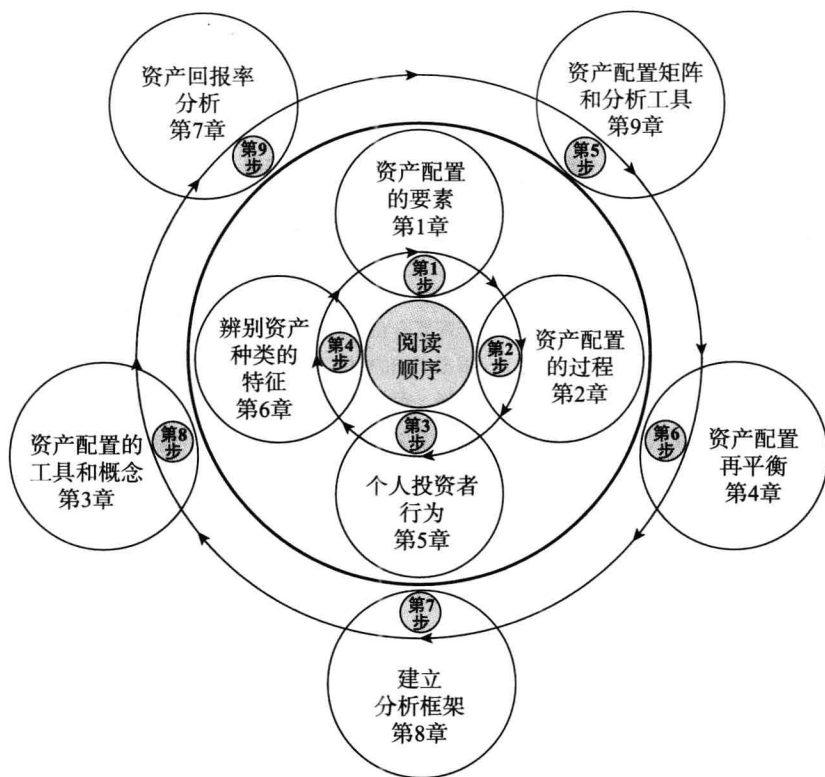 资产回报率
分析
第7章
第9
步
资产配置矩阵
和分析工具
第9章
第5
步
资产配置
的要素
第1章
第1
步
辨别资产
种类的
特征
第6章
第4
步
阅读
顺序
第2
步
资产配置
的过程
第2章
第3
步
个人投资者
行为
第5章
资产配置的
工具和概念
第3章
第8
步
第6
步
资产配置
再平衡
第4章
第7
步
建立
分析框架
第8章